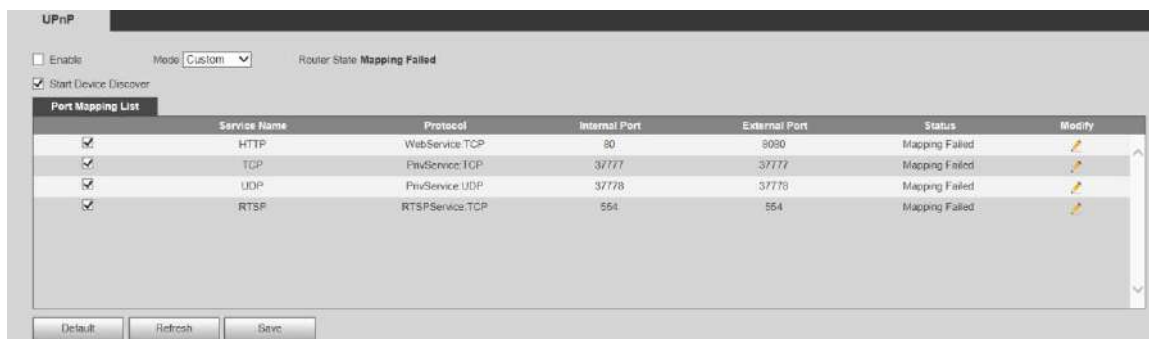 UPnP
Enable Mode Custom Router State Mapping Failed
Start Device Discover
Port Mapping List
Service Name Protocol Internal Port External Port Status Modify
HTTP WebService:TCP 80 8080 Mapping Failed
TCP PrivService:TCP 37777 37777 Mapping Failed
UDP PrivService:UDP 37778 37778 Mapping Failed
RTSP RTSPService:TCP 554 554 Mapping Failed
Default Refresh Save